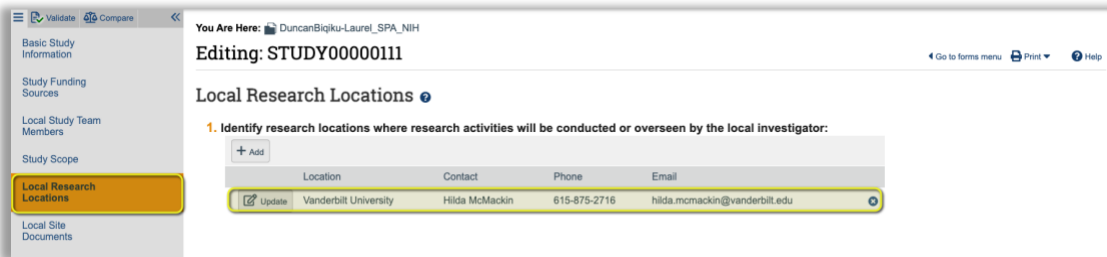 Validate Compare
Basic Study
Information
Study Funding
Sources
Local Study Team
Members
Study Scope
Local Research
Locations
Local Site
Documents
You Are Here: DuncanBiqiku-Laurel_SPA_NIH
Editing: STUDY00000111
Go to forms menu Print Help
Local Research Locations ?
1. Identify research locations where research activities will be conducted or overseen by the local investigator:
+ Add
Location Contact Phone Email
Update Vanderbilt University Hilda McMackin 615-875-2716 hilda.mcmackin@vanderbilt.edu